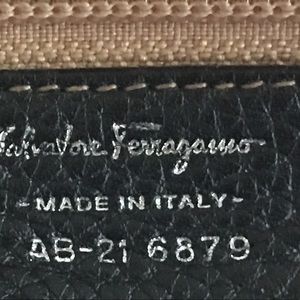 Salvatore Ferragamo
-MADE IN ITALY-
AB-21 6879